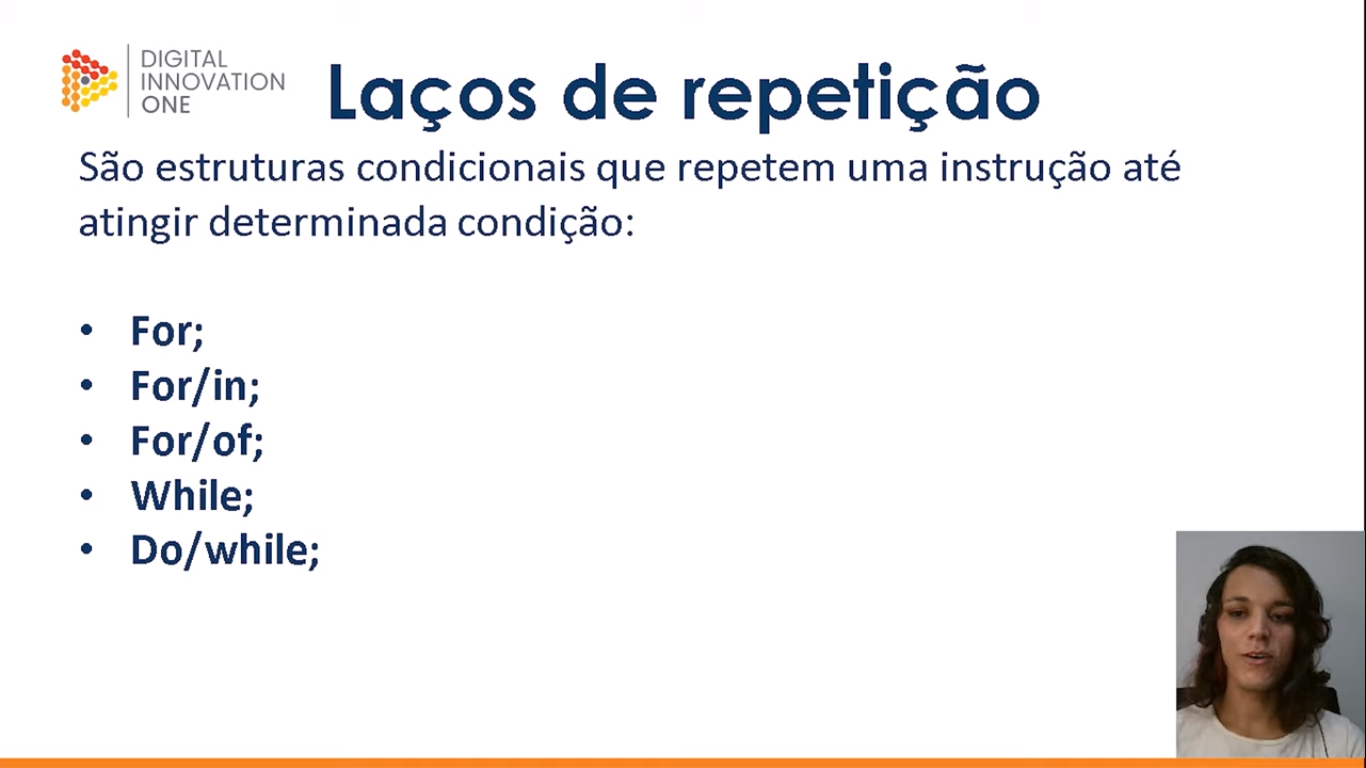 DIGITAL
INNOVATION
ONE
Laços de repetição
São estruturas condicionais que repetem uma instrução até
atingir determinada condição:
• For;
• For/in;
• For/of;
• While;
• Do/while;